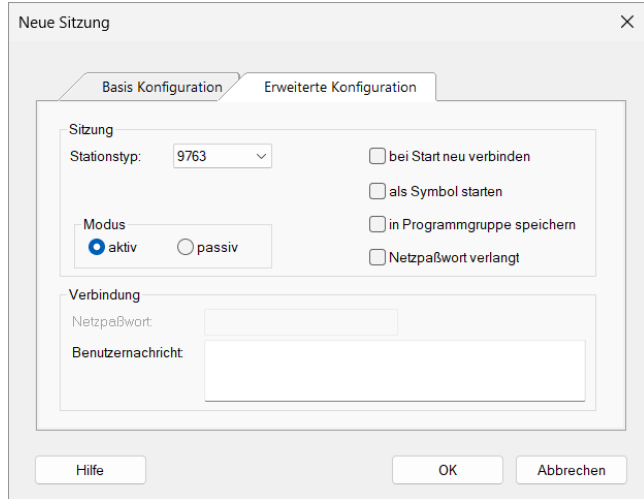 Neue Sitzung
Basis Konfiguration
Erweiterte Konfiguration
Sitzung
Stationstyp: 9763
bei Start neu verbinden
als Symbol starten
Modus
in Programmgruppe speichern
aktiv passiv
Netzpaßwort verlangt
Verbindung
Netzpaßwort:
Benutzernachricht:
Hilfe OK Abbrechen